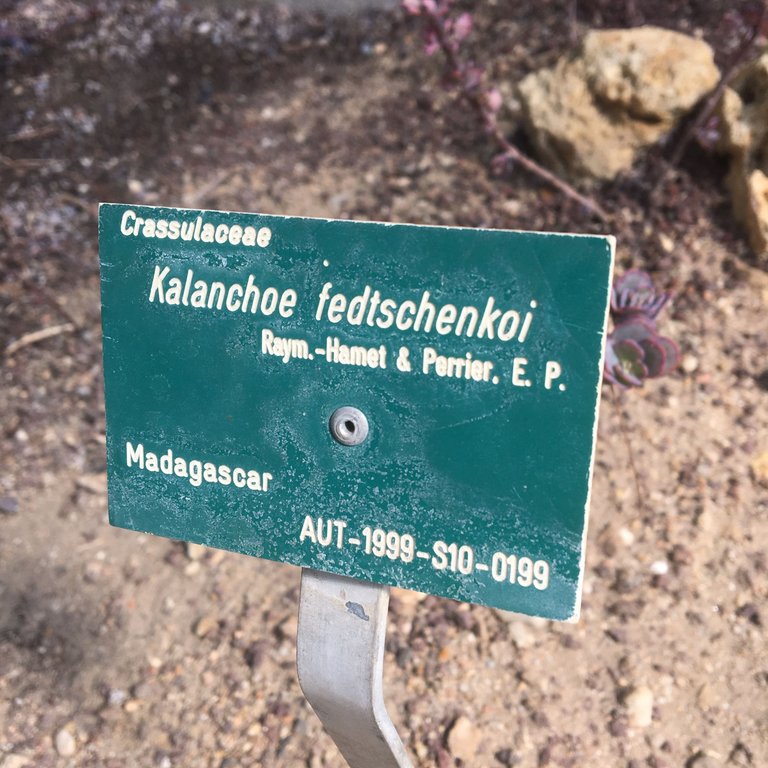 Crassulaceae
Kalanchoe fedtschenkoi
Raym.-Hamet & Perrier. E. P.
Madagascar
AUT-1999-S10-0199